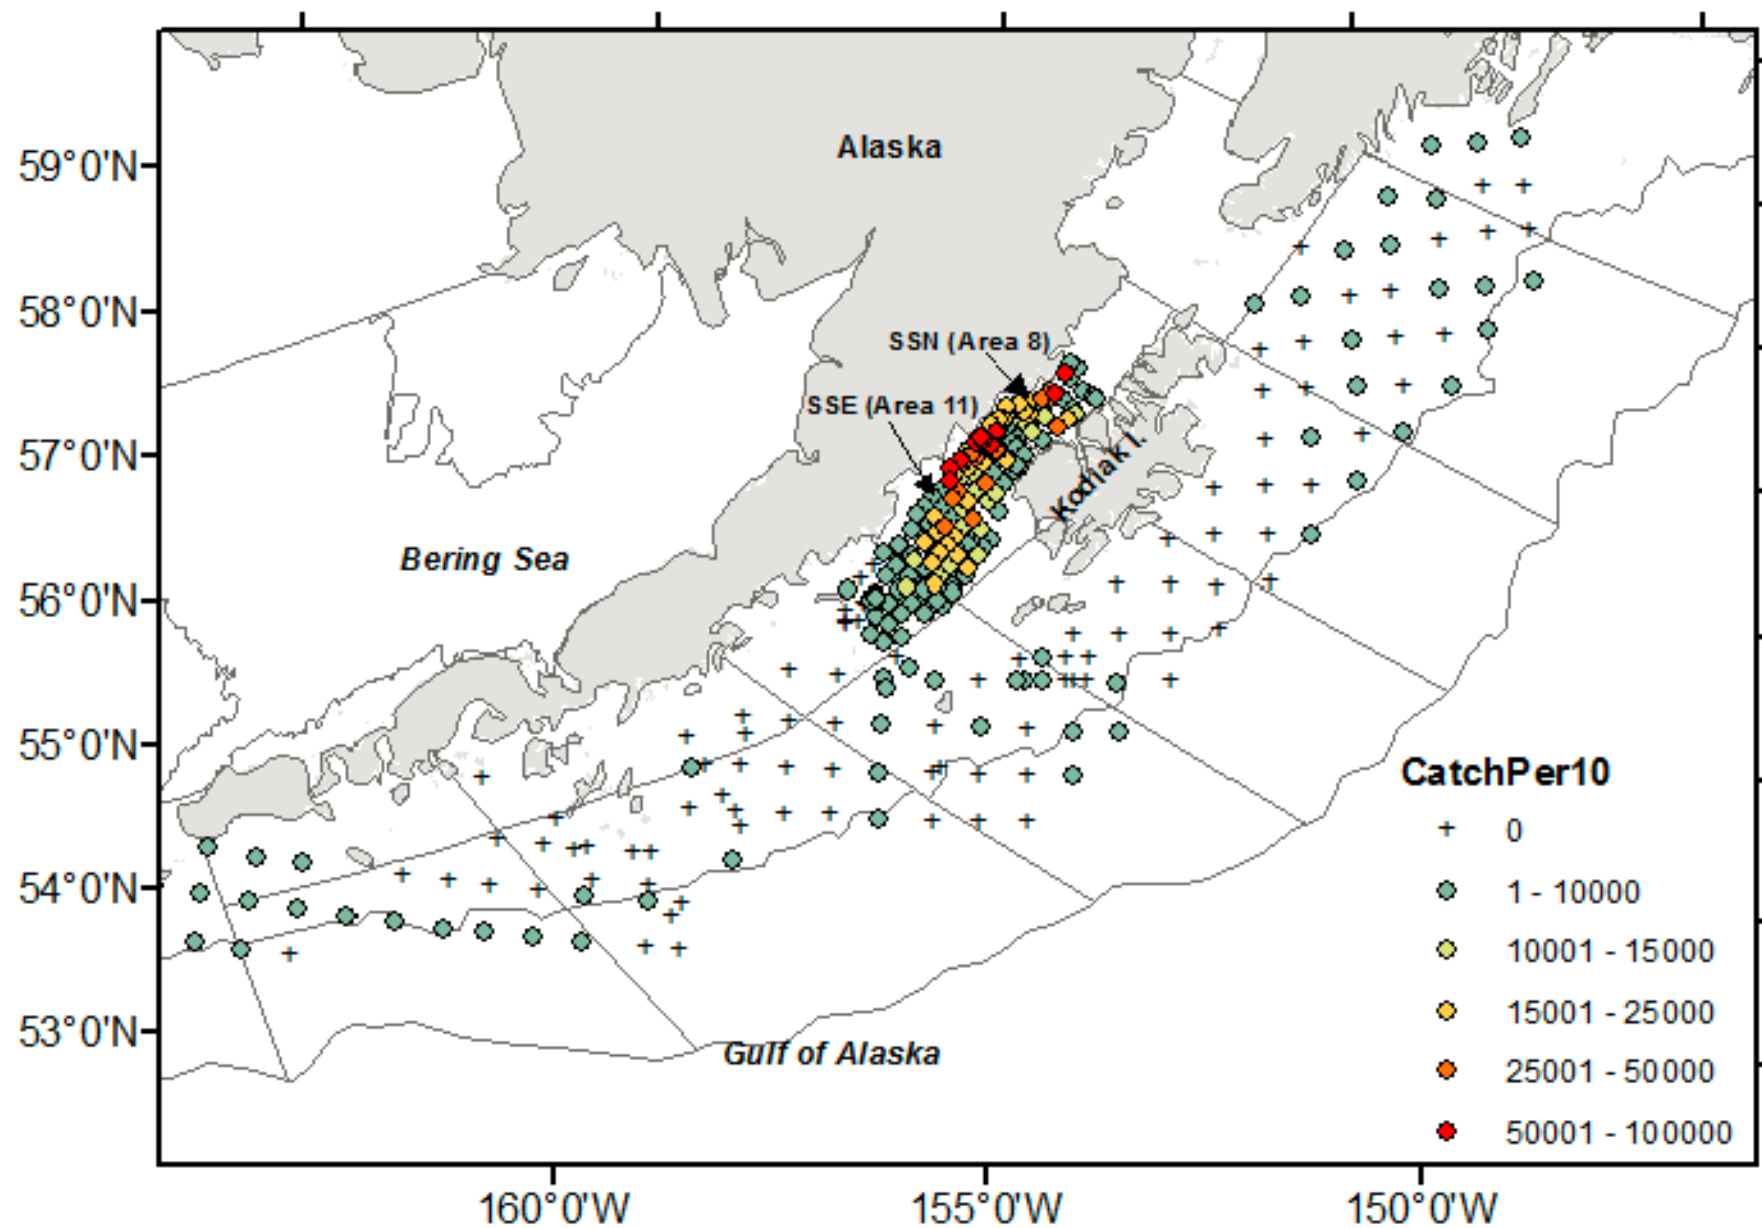 59°0'N
Alaska
58°0'N
SSN (Area 8)
SSE (Area 11)
57°0'N
Kodiak I.
Bering Sea
56°0'N
55°0'N
CatchPer10
0
54°0'N
1 - 10000
10001 - 15000
15001 - 25000
53°0'N
Gulf of Alaska
25001 - 50000
50001 - 100000
160°0'W
155°0'W
150°0'W